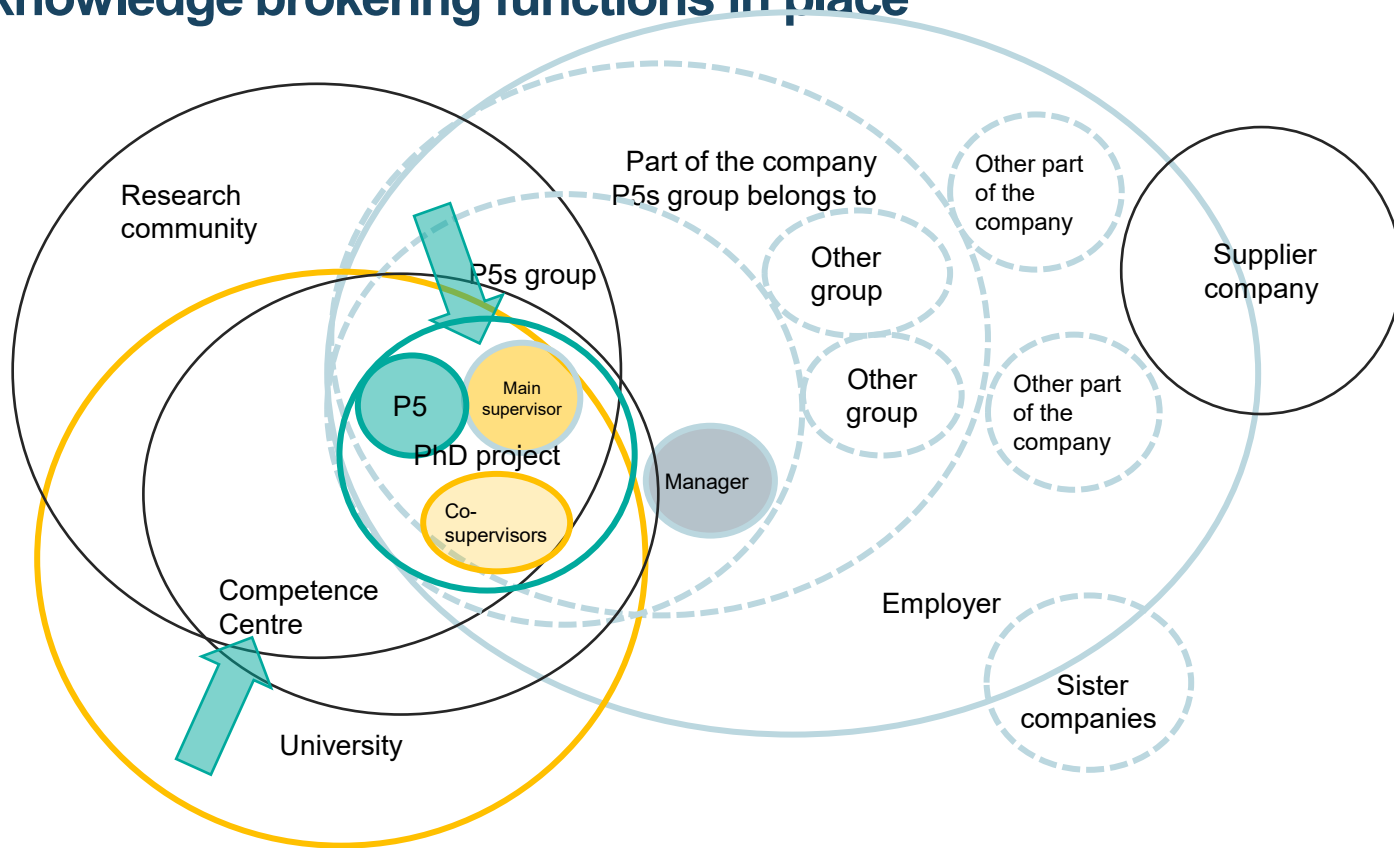 Knowledge brokering functions in place
Research
community
Part of the company
P5s group belongs to
Other part
of the
company
Supplier
company
Other
group
P5s group
Other
group
Other part
of the
company
P5
Main
supervisor
PhD project
Manager
Co-
supervisors
Competence
Centre
Employer
Sister
companies
University